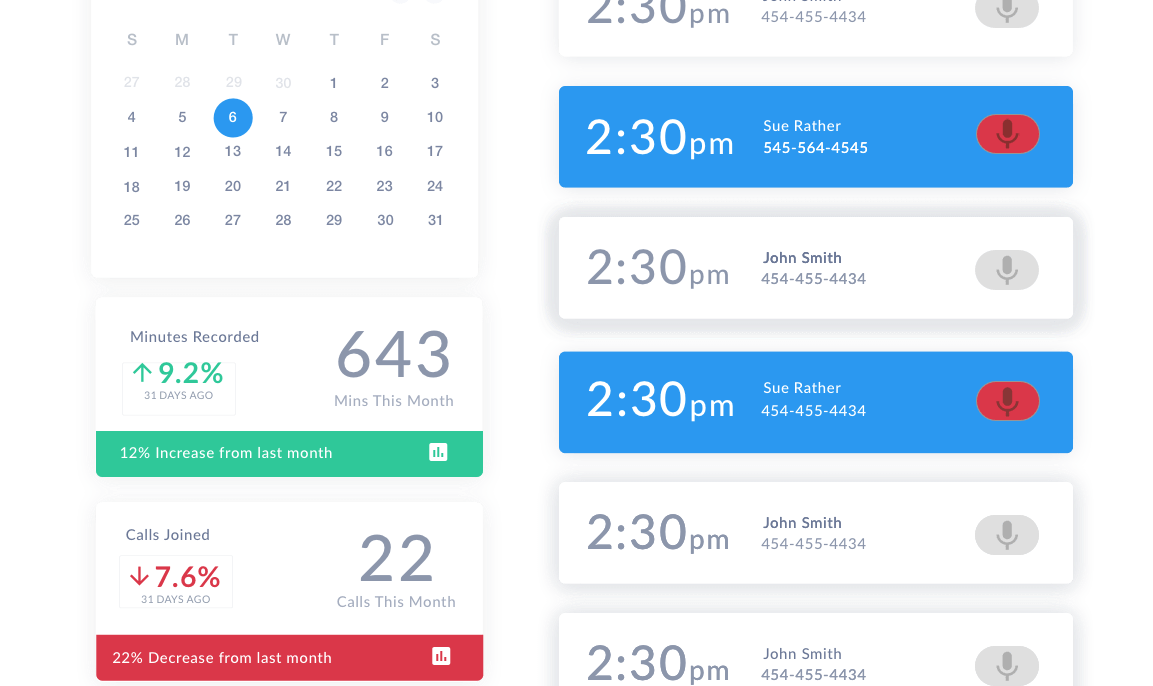 S M T W T F S
27 28 29 30 1 2 3
4 5 6 7 8 9 10
11 12 13 14 15 16 17
18 19 20 21 22 23 24
25 26 27 28 29 30 31
Minutes Recorded
9.2%
31 DAYS AGO
643
Mins This Month
12% Increase from last month
Calls Joined
7.6%
31 DAYS AGO
22
Calls This Month
22% Decrease from last month
2:30pm
John Smith
454-455-4434
2:30pm
Sue Rather
545-564-4545
2:30pm
John Smith
454-455-4434
2:30pm
Sue Rather
454-455-4434
2:30pm
John Smith
454-455-4434
2:30pm
John Smith
454-455-4434